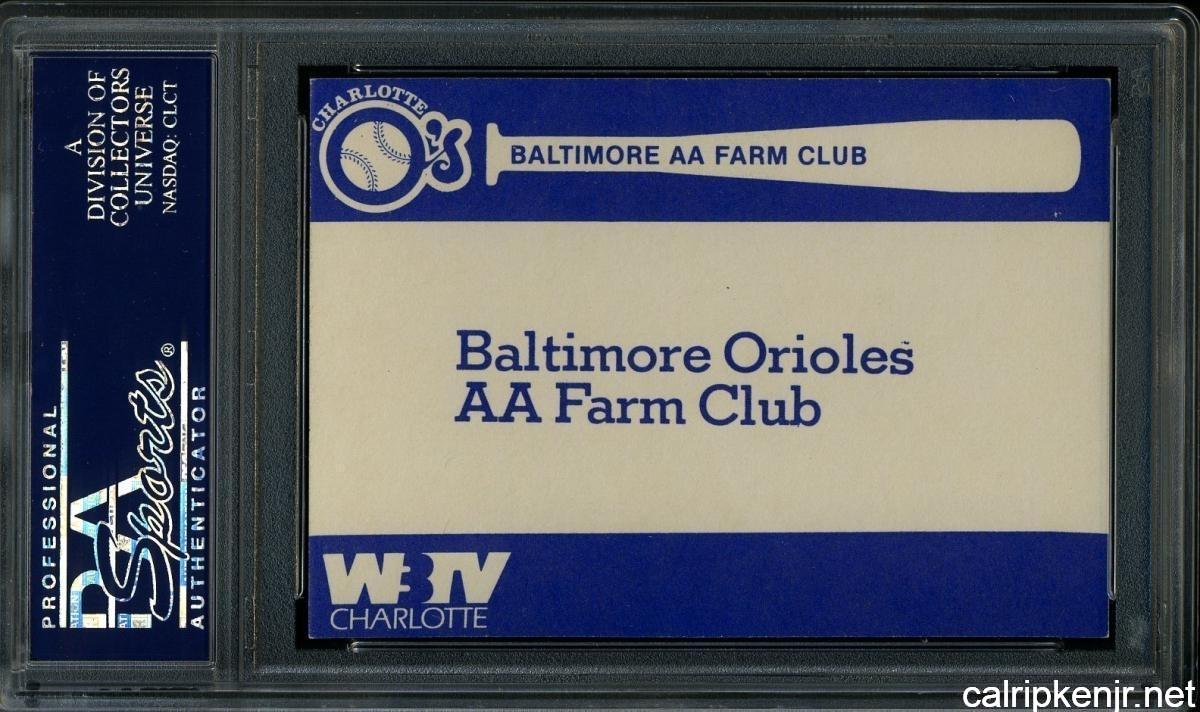 A
DIVISION OF
COLLECTORS
UNIVERSE
NASDAQ: CLCT
PROFESSIONAL
PSA
Sports®
AUTHENTICATOR
CHARLOTTE
O's
BALTIMORE AA FARM CLUB
Baltimore Orioles
AA Farm Club
WBTV
CHARLOTTE
calripkenjr.net